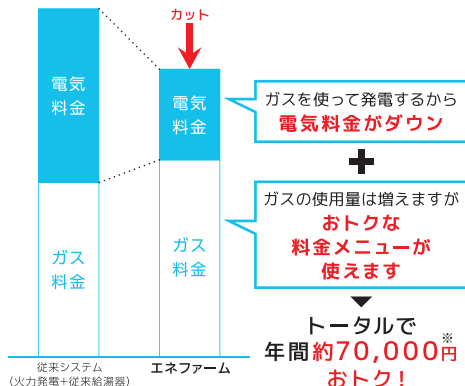 カット
電気
料金
電気
料金
ガスを使って発電するから
電気料金がダウン
+
ガスの使用量は増えますが
おトクな
料金メニューが
使えます
ガス
料金
ガス
料金
トータルで
年間約70,000円※
おトク!
従来システム
(火力発電+従来給湯器)
エネファーム